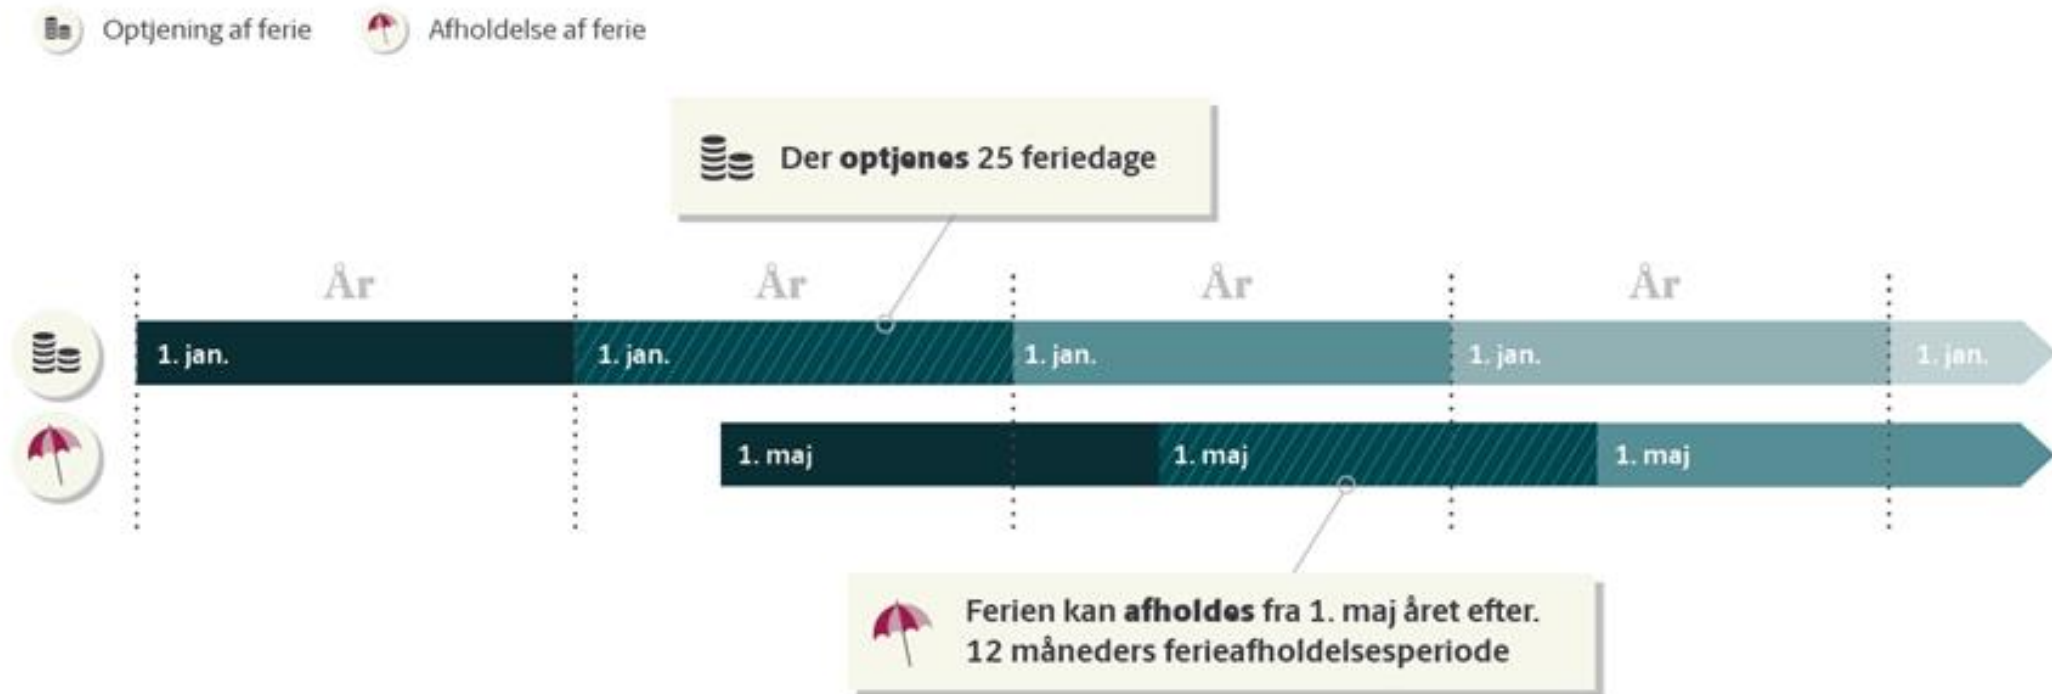 Optjening af ferie
Afholdelse af ferie
Der optjenes 25 feriedage
År
År
År
År
1. jan.
1. jan.
1. jan.
1. jan.
1. jan.
1. maj
1. maj
1. maj
Ferien kan afholdes fra 1. maj året efter.
12 måneders ferieafholdelsesperiode